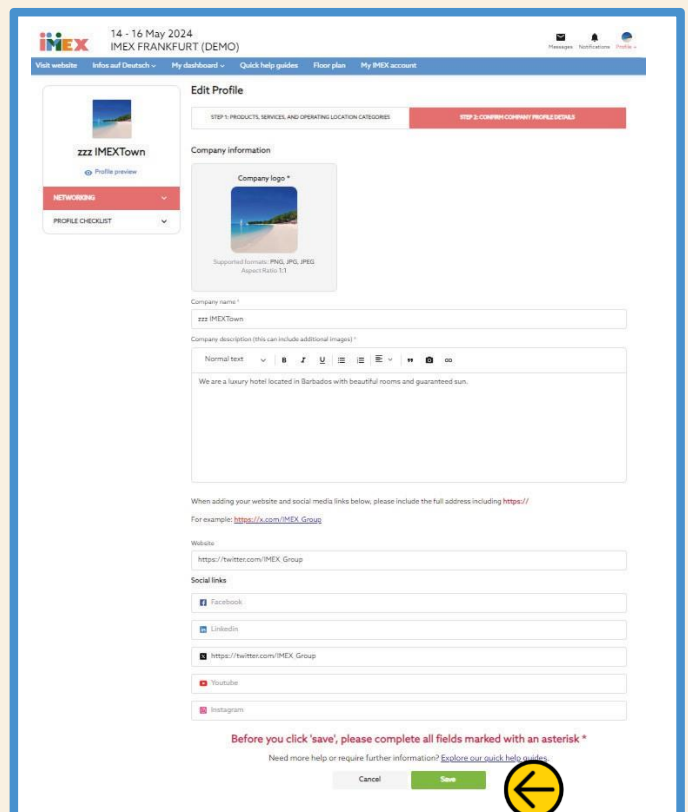 iMEX
14 - 16 May 2024
IMEX FRANKFURT (DEMO)
Messages Notifications Profile
Visit website Infos auf Deutsch My dashboard Quick help guides Floor plan My IMEX account
zzz IMEXTown
Profile preview
NETWORKING
PROFILE CHECKLIST
Edit Profile
STEP 1: PRODUCTS, SERVICES, AND OPERATING LOCATION CATEGORIES STEP 2: CONFIRM COMPANY PROFILE DETAILS
Company information
Company logo *
Supported formats: PNG, JPG, JPEG
Aspect Ratio 1:1
Company name *
zzz IMEXTown
Company description (this can include additional images) *
Normal text B I U
We are a luxury hotel located in Barbados with beautiful rooms and guaranteed sun.
When adding your website and social media links below, please include the full address including https://
For example: https://x.com/IMEX_Group
Website
https://twitter.com/IMEX_Group
Social links
Facebook
Linkedin
https://twitter.com/IMEX_Group
Youtube
Instagram
Before you click 'save', please complete all fields marked with an asterisk *
Need more help or require further information? Explore our quick help guides.
Cancel Save